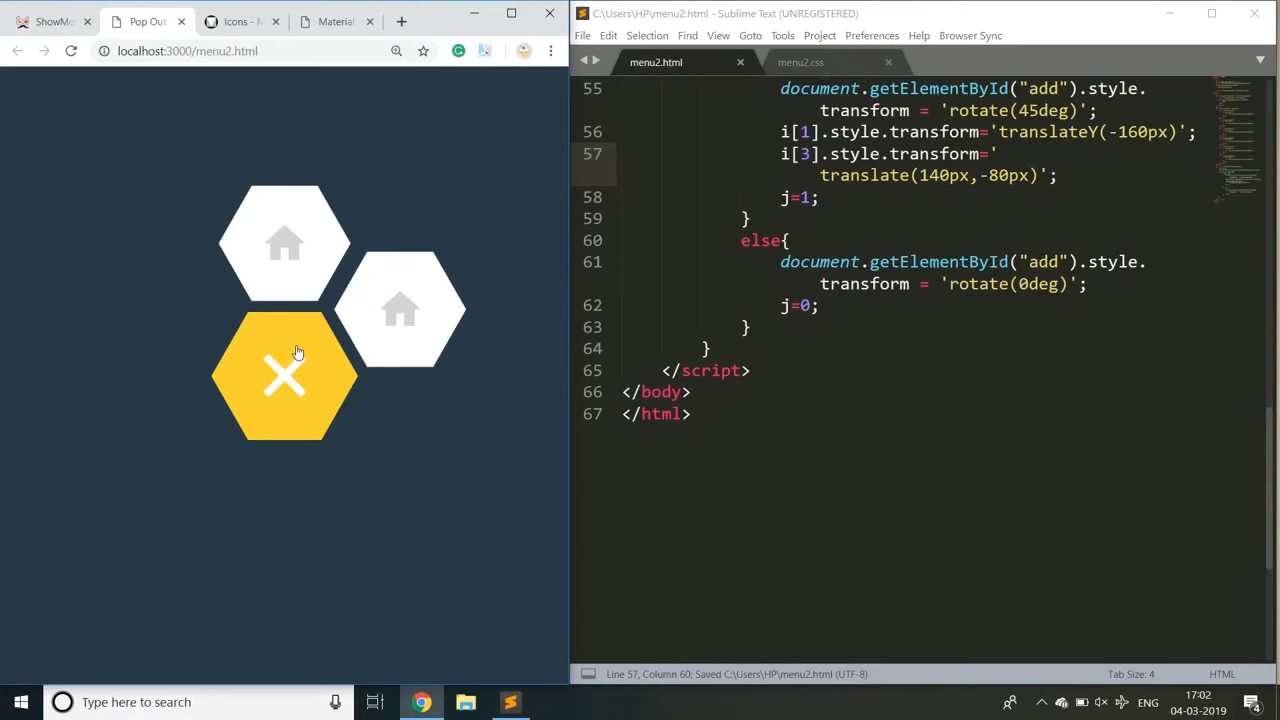 ShowMo
Pop Out
Icons - M
Material
localhost:3000/menu2.html
C:\Users\HP\menu2.html - Sublime Text (UNREGISTERED)
File Edit Selection Find View Goto Tools Project Preferences Help Browser Sync
menu2.html
menu2.css
55 document.getElementById("add").style.
transform = 'rotate(45deg)';
56 i[1].style.transform='translateY(-160px)';
57 i[3].style.transform='
translate(140px,-80px)';
58 j=1;
59 }
60 else{
61 document.getElementById("add").style.
transform = 'rotate(0deg)';
62 j=0;
63 }
64 }
65 </script>
66 </body>
67 </html>
Line 57, Column 60; Saved C:\Users\HP\menu2.html (UTF-8)
Tab Size: 4
HTML
Type here to search
ENG
17:02
04-03-2019
4